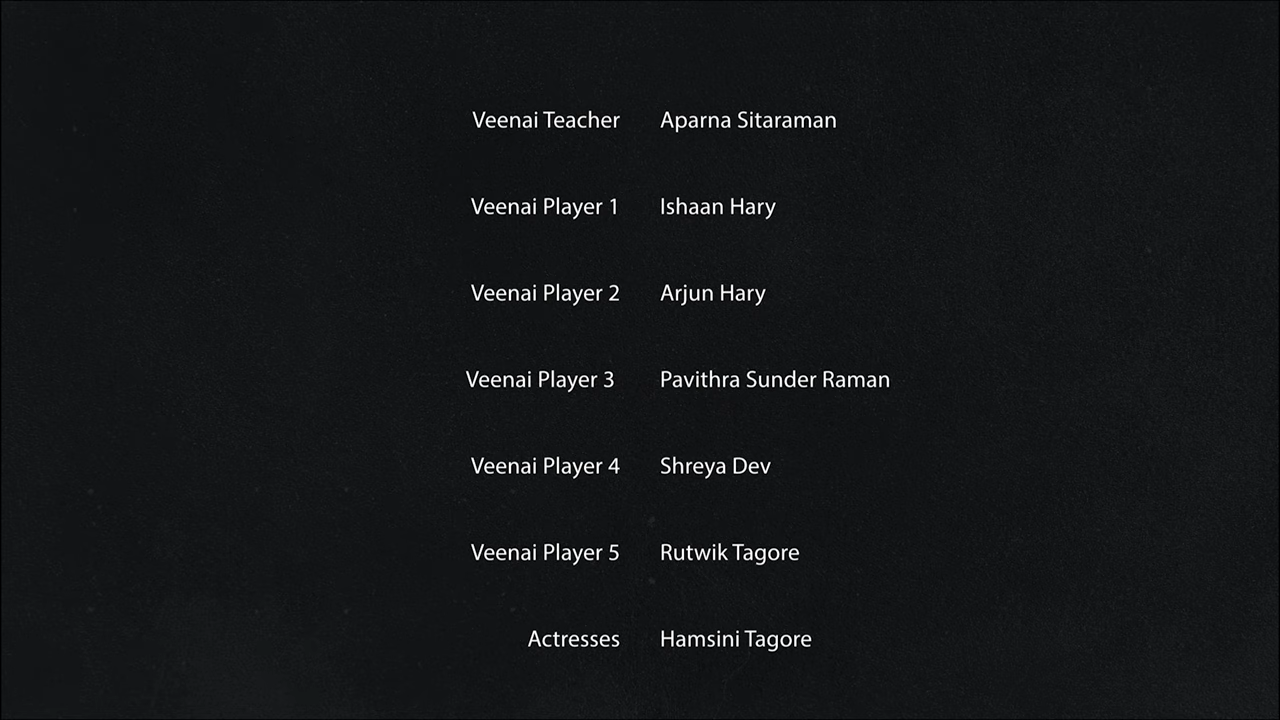 Veenai Teacher Aparna Sitaraman
Veenai Player 1 Ishaan Hary
Veenai Player 2 Arjun Hary
Veenai Player 3 Pavithra Sunder Raman
Veenai Player 4 Shreya Dev
Veenai Player 5 Rutwik Tagore
Actresses Hamsini Tagore